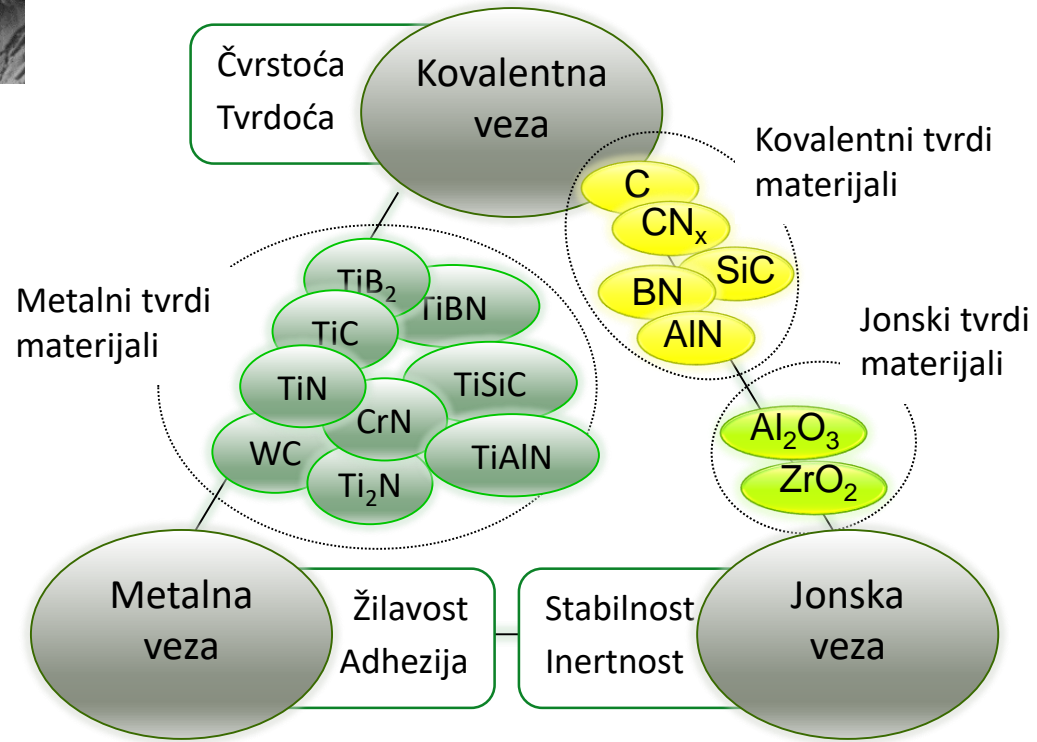 Čvrstoća
Tvrdoća
Kovalentna
veza
Kovalentni tvrdi
materijali
C
CNₓ
SiC
BN
AlN
Metalni tvrdi
materijali
TiB₂
TiBN
TiC
TiN
TiSiC
CrN
WC
TiAlN
Ti₂N
Jonski tvrdi
materijali
Al₂O₃
ZrO₂
Metalna
veza
Žilavost
Adhezija
Stabilnost
Inertnost
Jonska
veza